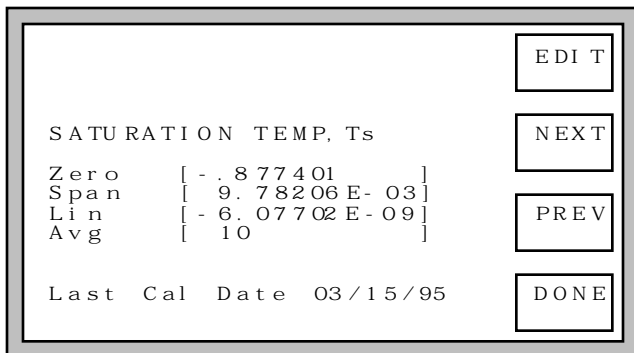 EDIT
SATURATION TEMP, Ts
NEXT
Zero [-.877401 ]
Span [ 9.78206E-03]
Lin [-6.07702E-09]
Avg [ 10 ]
PREV
Last Cal Date 03/15/95
DONE